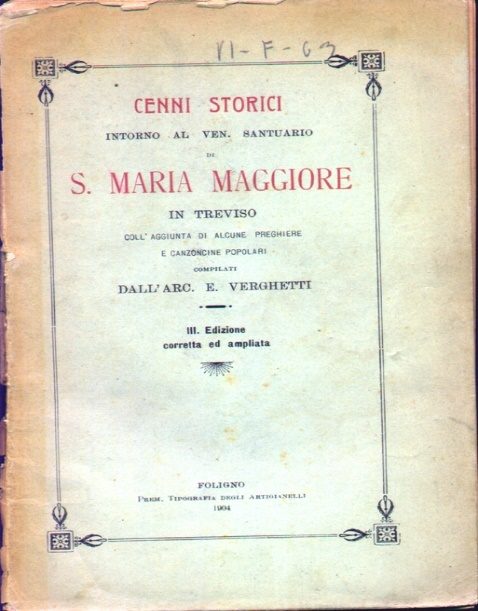 VI-F-63
CENNI STORICI
INTORNO AL VEN. SANTUARIO
DI
S. MARIA MAGGIORE
IN TREVISO
COLL'AGGIUNTA DI ALCUNE PREGHIERE
E CANZONCINE POPOLARI
COMPILATI
DALL'ARC. E. VERGHETTI
III. Edizione
corretta ed ampliata
FOLIGNO
PREM. TIPOGRAFIA DEGLI ARTIGIANELLI
1904